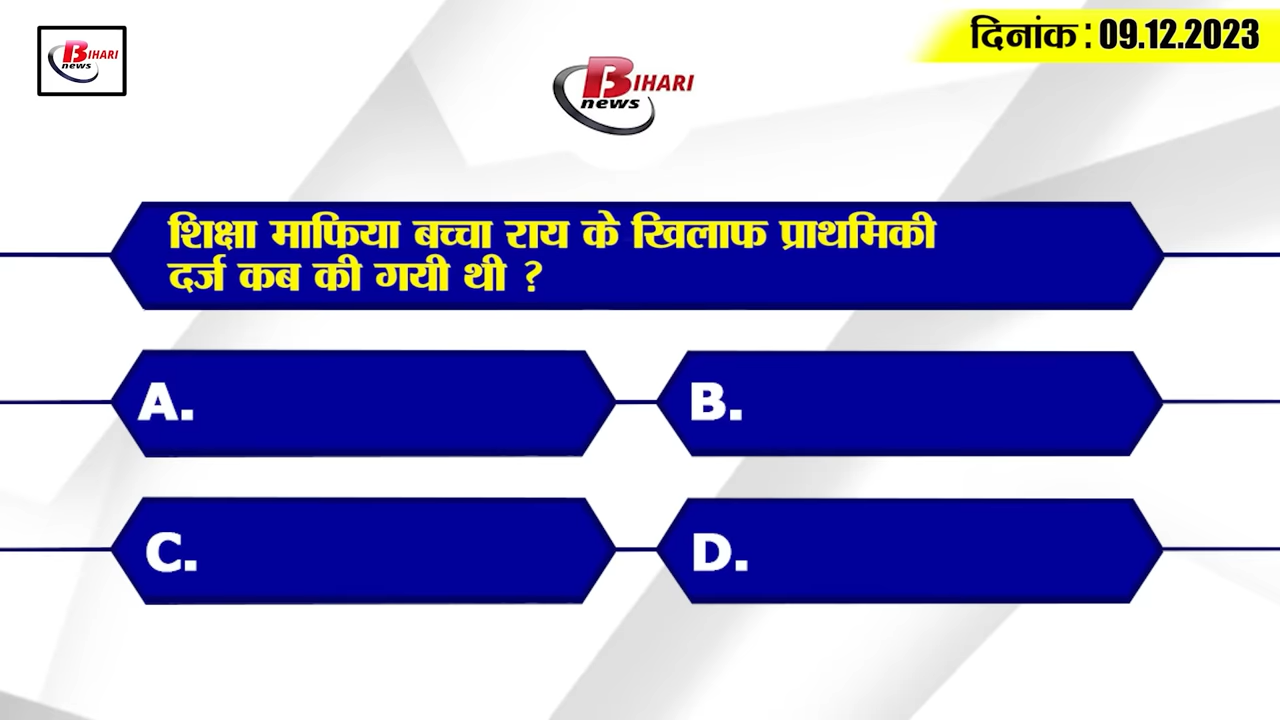 BIHARI
news
दिनांक : 09.12.2023
BIHARI
news
शिक्षा माफिया बच्चा राय के खिलाफ प्राथमिकी
दर्ज कब की गयी थी ?
A.
B.
C.
D.